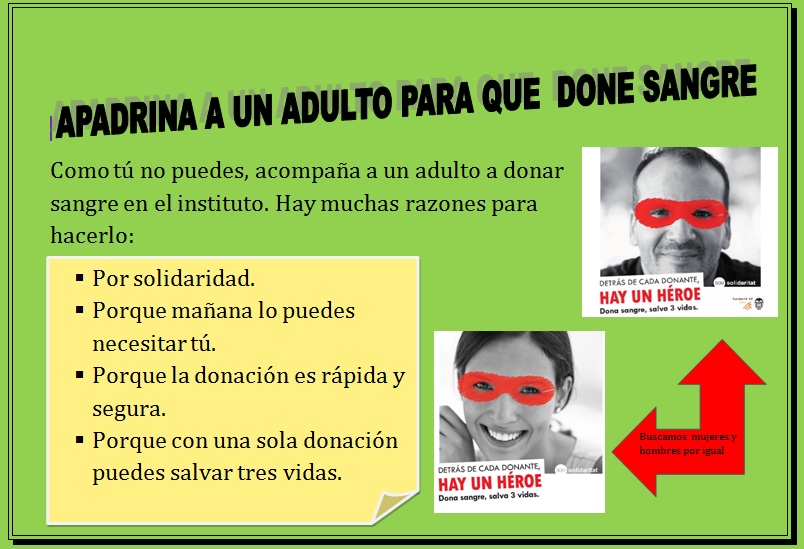 APADRINA A UN ADULTO PARA QUE DONE SANGRE
Como tú no puedes, acompaña a un adulto a donar
sangre en el instituto. Hay muchas razones para
hacerlo:
▪ Por solidaridad.
▪ Porque mañana lo puedes
necesitar tú.
▪ Porque la donación es rápida y
segura.
▪ Porque con una sola donación
puedes salvar tres vidas.
DETRÁS DE CADA DONANTE,
HAY UN HÉROE
Dona sangre, salva 3 vidas.
solidaritat
DETRÁS DE CADA DONANTE,
HAY UN HÉROE
Dona sangre, salva 3 vidas.
solidaritat
Buscamos mujeres y
hombres por igual